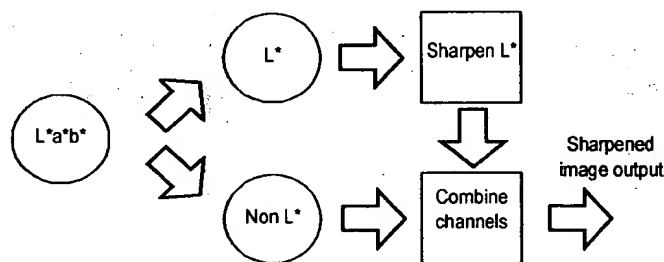 L*
Sharpen L*
L*a*b*
Sharpened
image output
Non L*
Combine
channels